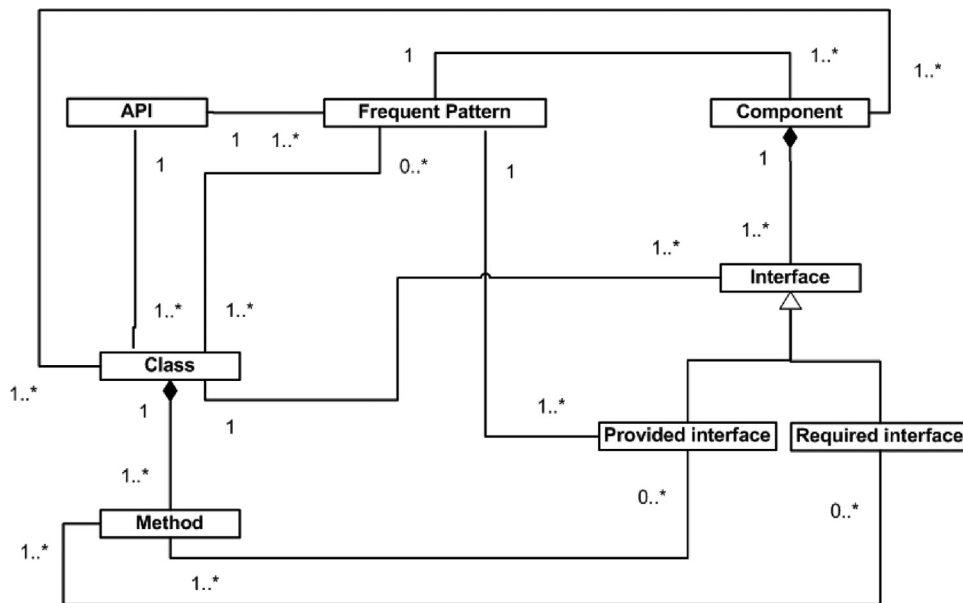 1 1..*
1..*
API Frequent Pattern Component
1 1..*
1 0..* 1 1
1..* 1..*
Interface
1..* 1..*
Class
1..* 1 1 1..*
Provided interface Required interface
1..*
0..* 0..*
Method
1..*
1..*